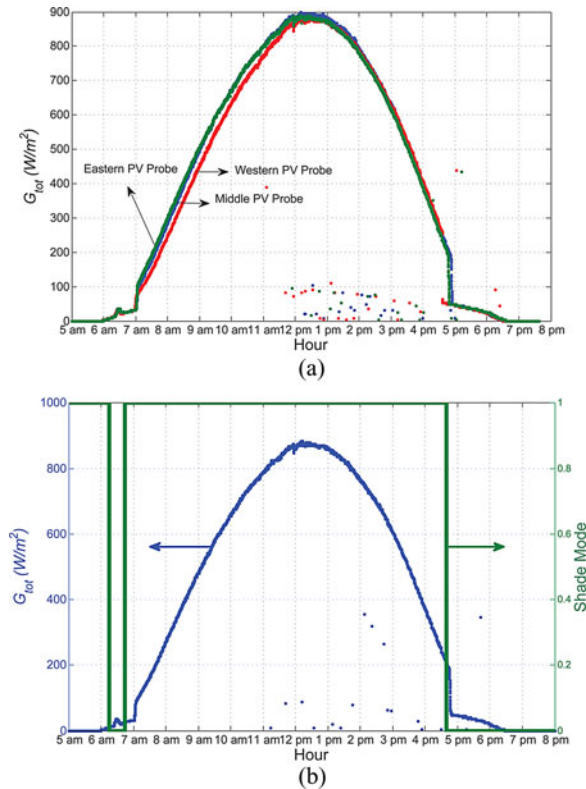 900
800
700
600
500
400
300
200
100
0
G_tot (W/m²)
Eastern PV Probe
Western PV Probe
Middle PV Probe
5 am 6 am 7 am 8 am 9 am 10 am 11 am 12 pm 1 pm 2 pm 3 pm 4 pm 5 pm 6 pm 7 pm 8 pm
Hour
(a)
1000
800
600
400
200
0
G_tot (W/m²)
1
0.8
0.6
0.4
0.2
0
Shade Mode
5 am 6 am 7 am 8 am 9 am 10 am11 am 12 pm 1 pm 2 pm 3 pm 4 pm 5 pm 6 pm 7 pm 8 pm
Hour
(b)